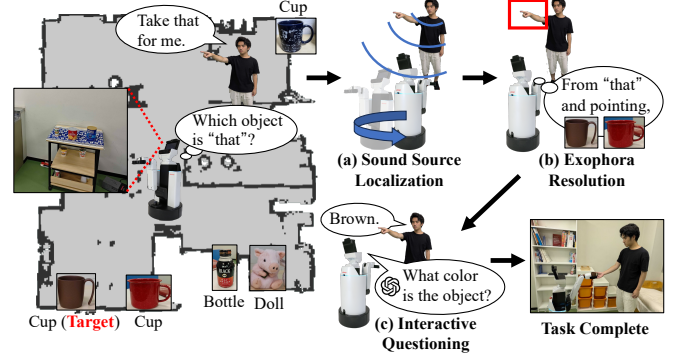 Take that
for me.
Cup
Which object
is “that”?
Cup (Target)
Cup
Bottle
Doll
(a) Sound Source
Localization
From “that”
and pointing,
(b) Exophora
Resolution
Brown.
What color
is the object?
(c) Interactive
Questioning
Task Complete